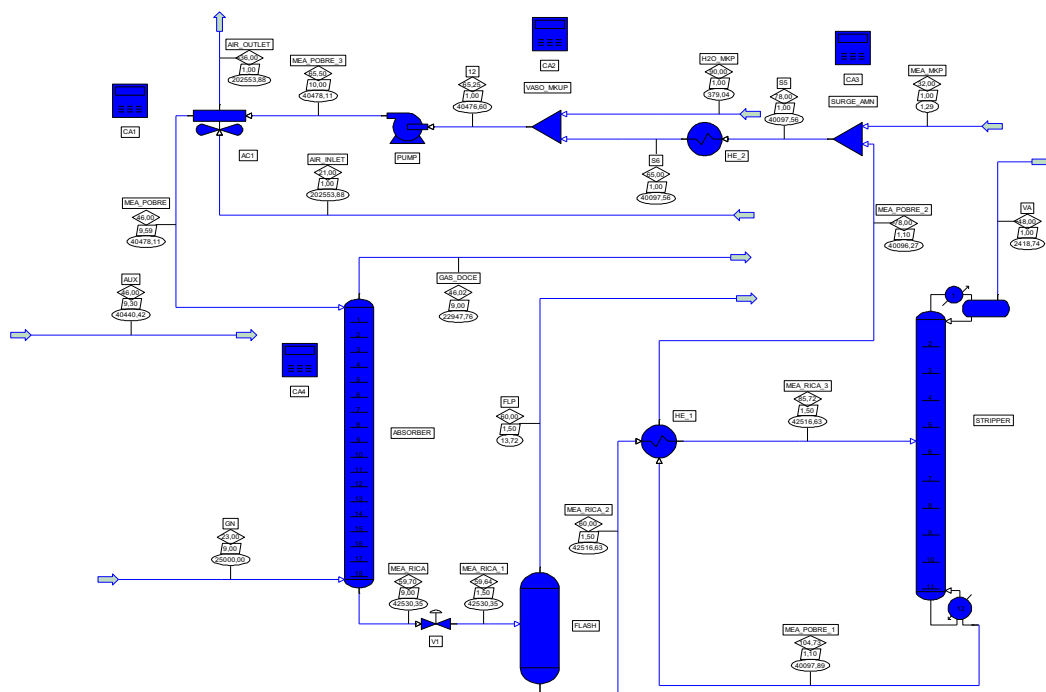 AIR_OUTLET
36,00
1,00
202553,88
MEA_POBRE_3
65,50
10,00
40478,11
12
65,25
1,00
40476,60
CA2
VASO_MKUP
H2O_MKP
90,00
1,00
379,04
S5
78,00
1,00
40097,56
CA3
SURGE_AMN
MEA_MKP
32,00
1,00
1,29
CA1
AC1
PUMP
HE_2
AIR_INLET
21,00
1,00
202553,88
S6
65,00
1,00
40097,56
MEA_POBRE
46,00
9,59
40478,11
MEA_POBRE_2
78,00
1,10
40096,27
VA
48,00
1,00
2418,74
AUX
46,00
9,30
40440,42
GAS_DOCE
46,02
9,00
22947,76
CA4
ABSORBER
FLP
60,00
1,50
13,72
HE_1
MEA_RICA_3
85,72
1,50
42516,63
STRIPPER
GN
23,00
9,00
25000,00
MEA_RICA_2
60,00
1,50
42516,63
MEA_RICA
59,70
9,00
42530,35
MEA_RICA_1
59,64
1,50
42530,35
V1
FLASH
MEA_POBRE_1
104,73
1,10
40097,89